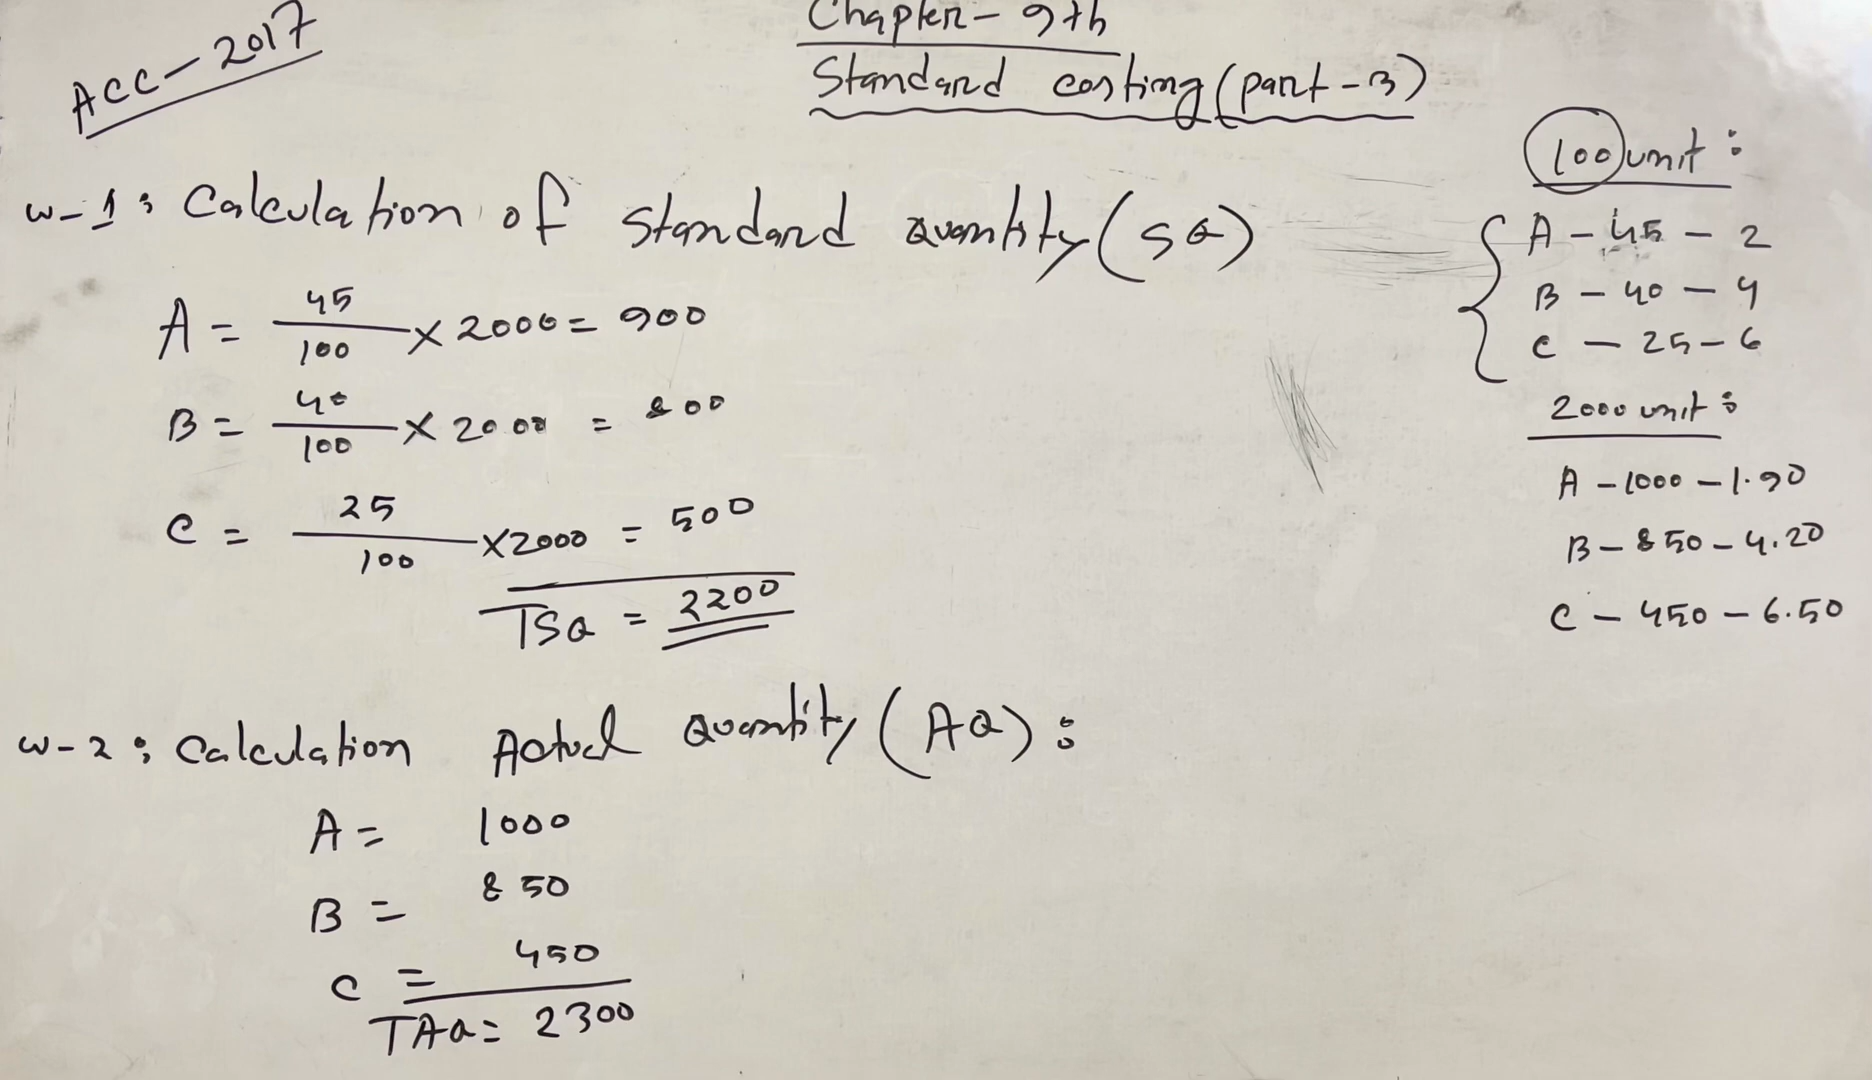 ACC-2017
Chapter-9th
Standard costing (part-3)
w-1: Calculation of Standard Quantity (SQ)
A = 45/100 × 2000 = 900
B = 40/100 × 2000 = 800
C = 25/100 × 2000 = 500
TSQ = 2200
w-2: Calculation Actual Quantity (AQ):
A = 1000
B = 850
C = 450
TAQ = 2300
100 unit:
A - 45 - 2
B - 40 - 4
C - 25 - 6
2000 unit:
A - 1000 - 1.90
B - 850 - 4.20
C - 450 - 6.50